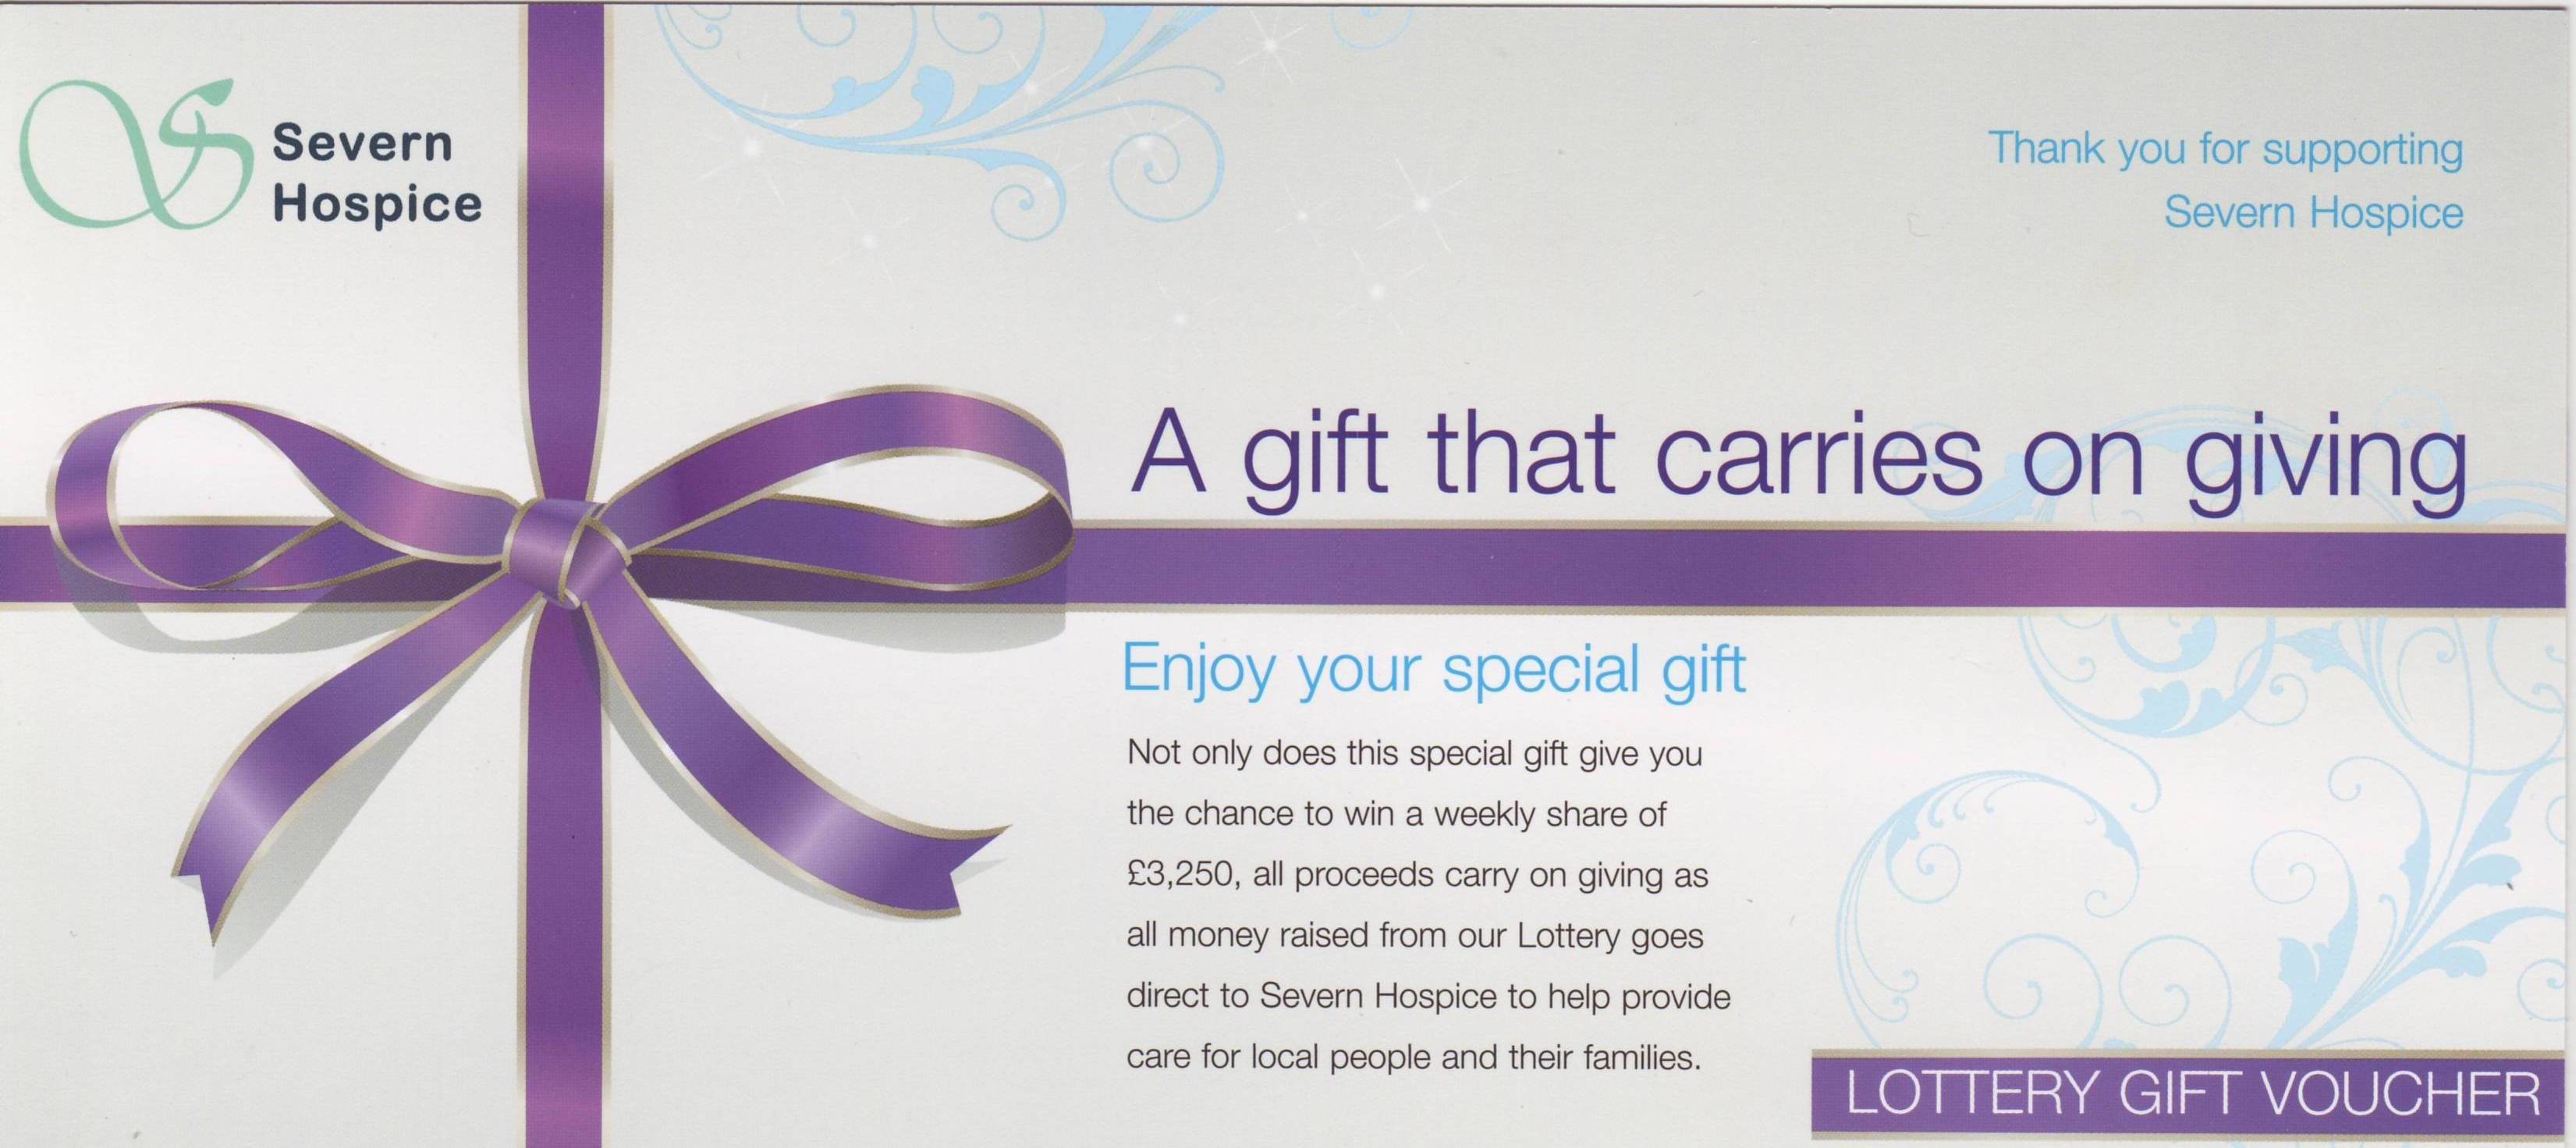 Severn
Hospice
Thank you for supporting
Severn Hospice
A gift that carries on giving
Enjoy your special gift
Not only does this special gift give you
the chance to win a weekly share of
£3,250, all proceeds carry on giving as
all money raised from our Lottery goes
direct to Severn Hospice to help provide
care for local people and their families.
LOTTERY GIFT VOUCHER